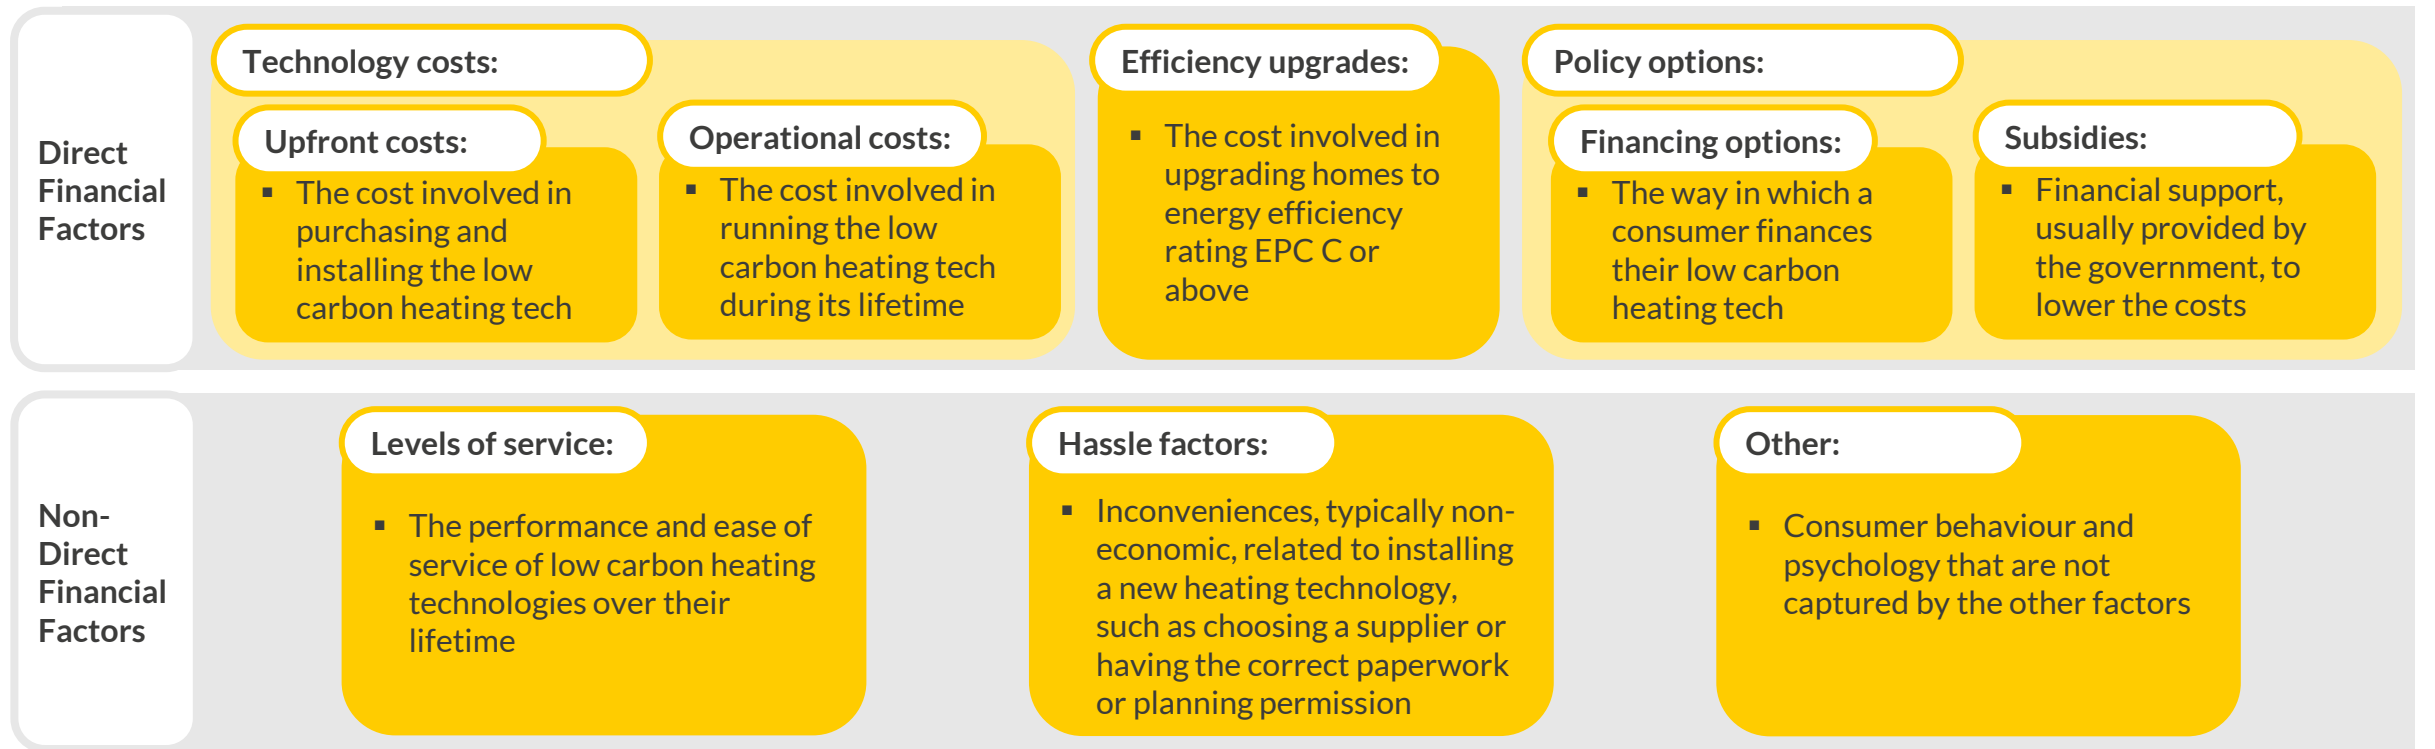 Direct
Financial
Factors
Technology costs:
Upfront costs:
▪ The cost involved in
purchasing and
installing the low
carbon heating tech
Operational costs:
▪ The cost involved in
running the low
carbon heating tech
during its lifetime
Efficiency upgrades:
▪ The cost involved in
upgrading homes to
energy efficiency
rating EPC C or
above
Policy options:
Financing options:
▪ The way in which a
consumer finances
their low carbon
heating tech
Subsidies:
▪ Financial support,
usually provided by
the government, to
lower the costs
Non-
Direct
Financial
Factors
Levels of service:
▪ The performance and ease of
service of low carbon heating
technologies over their
lifetime
Hassle factors:
▪ Inconveniences, typically non-
economic, related to installing
a new heating technology,
such as choosing a supplier or
having the correct paperwork
or planning permission
Other:
▪ Consumer behaviour and
psychology that are not
captured by the other factors